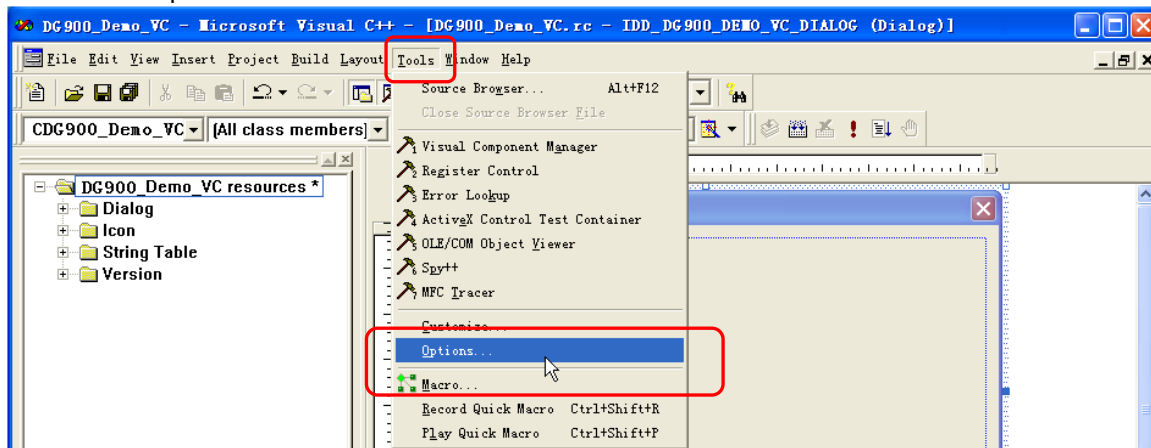 DG900_Demo_VC - Microsoft Visual C++ - [DG900_Demo_VC.rc - IDD_DG900_DEMO_VC_DIALOG (Dialog)]
File Edit View Insert Project Build Layout Tools Window Help
CDG900_Demo_VC [All class members]
DG900_Demo_VC resources *
Dialog
Icon
String Table
Version
Source Browser... Alt+F12
Close Source Browser File
Visual Component Manager
Register Control
Error Lookup
ActiveX Control Test Container
OLE/COM Object Viewer
Spy++
MFC Tracer
Customize...
Options...
Macro...
Record Quick Macro Ctrl+Shift+R
Play Quick Macro Ctrl+Shift+P